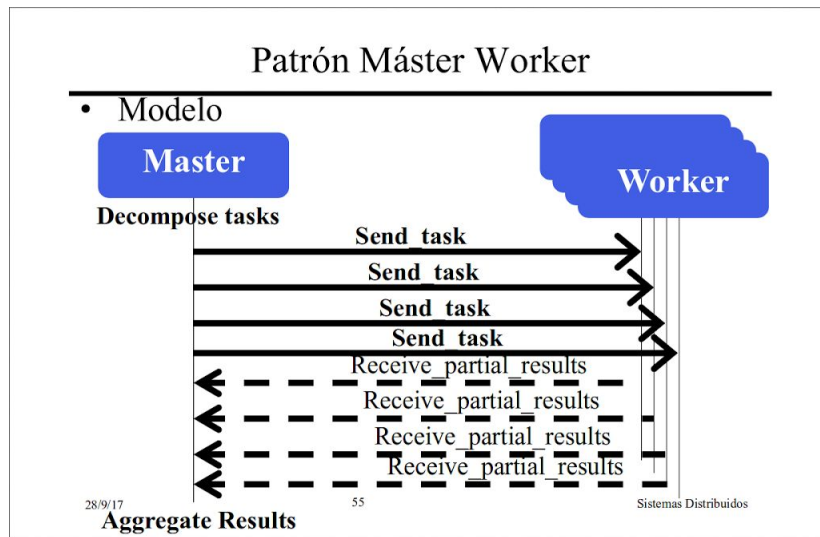 Patrón Máster Worker
• Modelo
Master
Worker
Decompose tasks
Send_task
Send_task
Send_task
Send_task
Receive_partial_results
Receive_partial_results
Receive_partial_results
Receive_partial_results
28/9/17
55
Sistemas Distribuidos
Aggregate Results